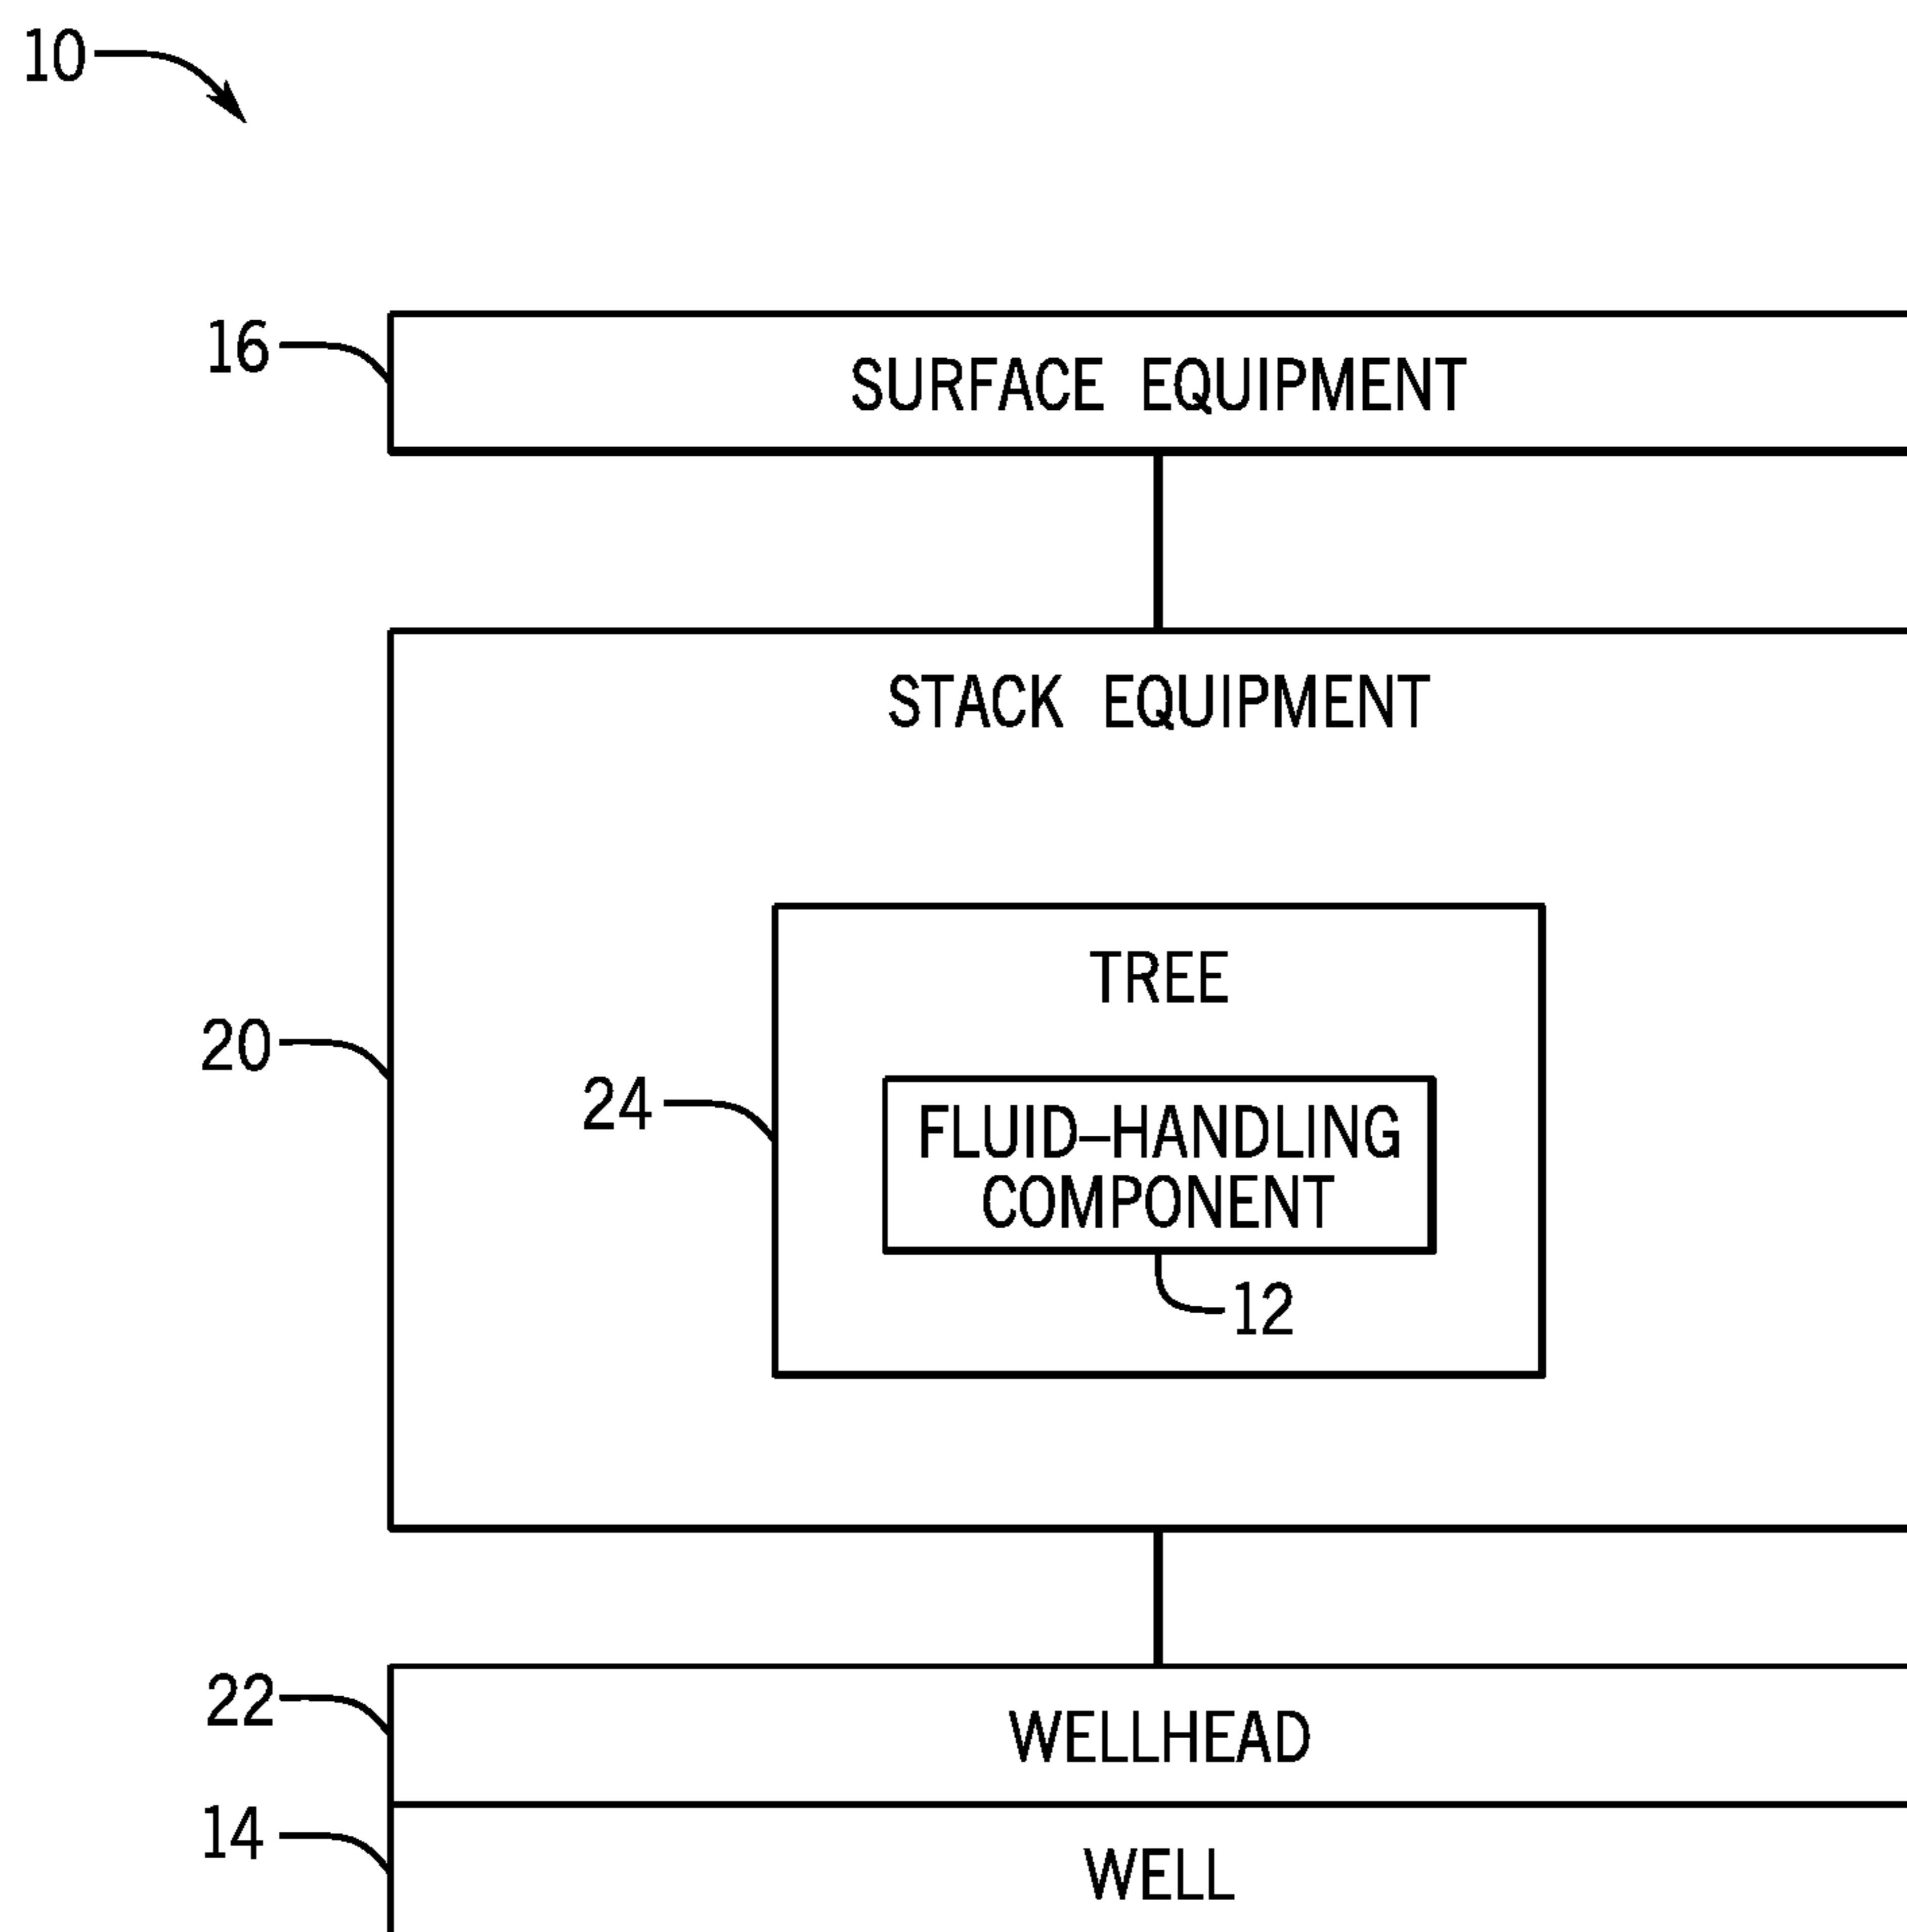 10
16
SURFACE EQUIPMENT
STACK EQUIPMENT
TREE
20
24
FLUID–HANDLING
COMPONENT
12
22
WELLHEAD
14
WELL